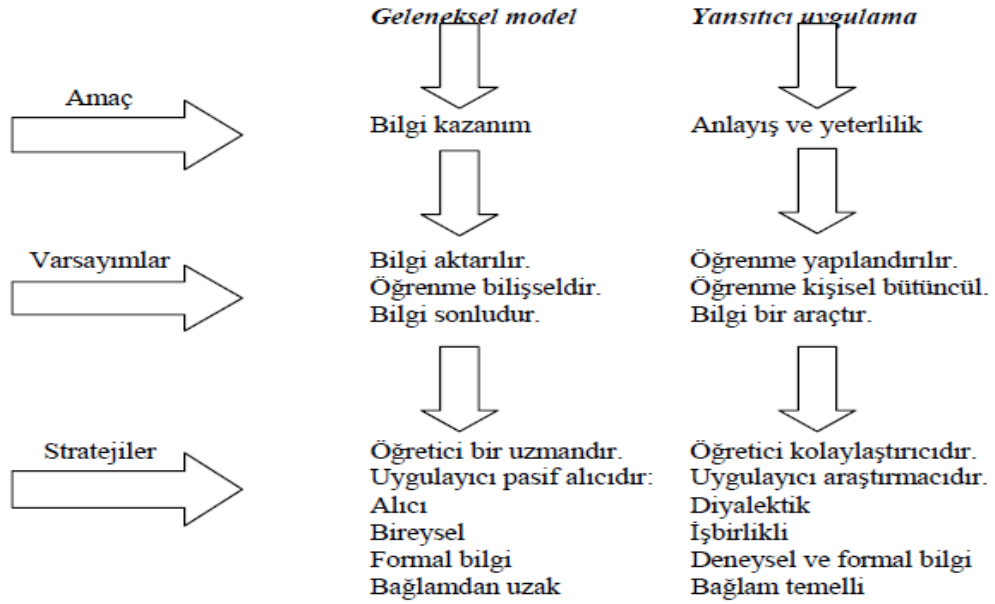 Geleneksel model
Yansıtıcı uygulama
Amaç
Bilgi kazanım
Anlayış ve yeterlilik
Varsayımlar
Bilgi aktarılır.
Öğrenme bilişseldir.
Bilgi sonludur.
Öğrenme yapılandırılır.
Öğrenme kişisel bütüncül.
Bilgi bir araçtır.
Stratejiler
Öğretici bir uzmandır.
Uygulayıcı pasif alıcıdır:
Alıcı
Bireysel
Formal bilgi
Bağlamdan uzak
Öğretici kolaylaştırıcıdır.
Uygulayıcı araştırmacıdır.
Diyalektik
İşbirlikli
Deneysel ve formal bilgi
Bağlam temelli